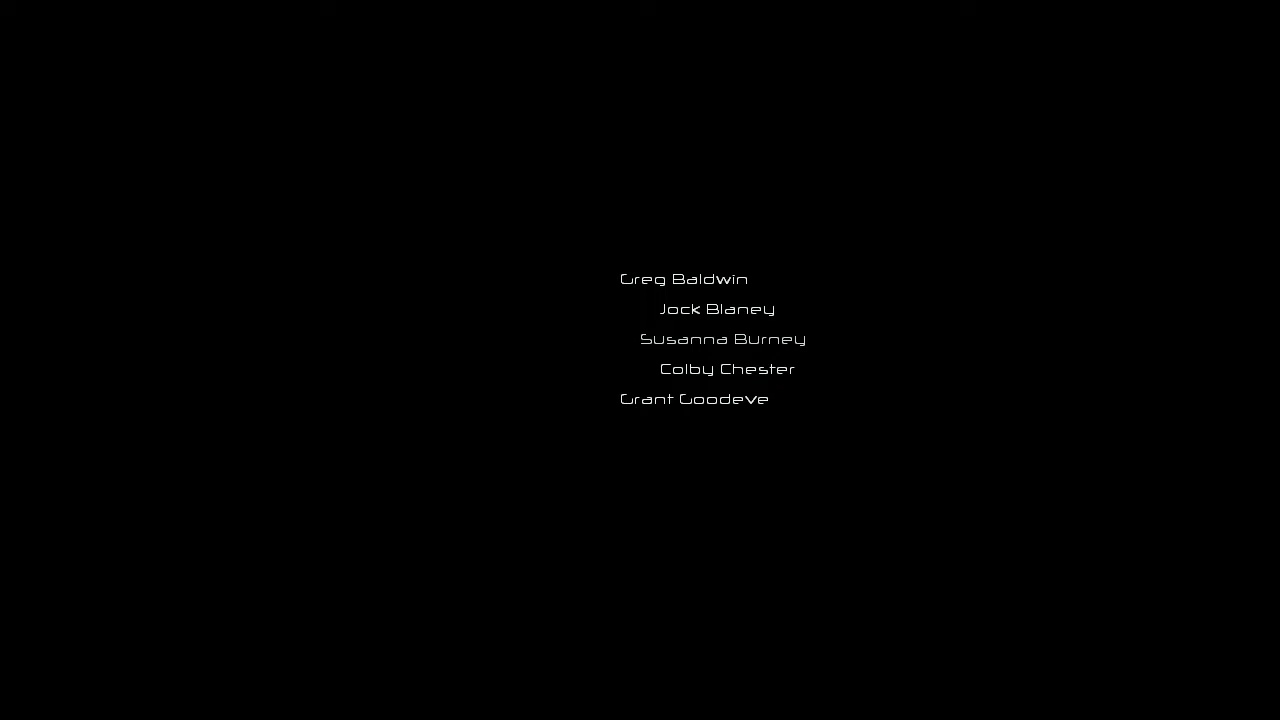 Greg Baldwin
Jock Blaney
Susanna Burney
Colby Chester
Grant Goodeve